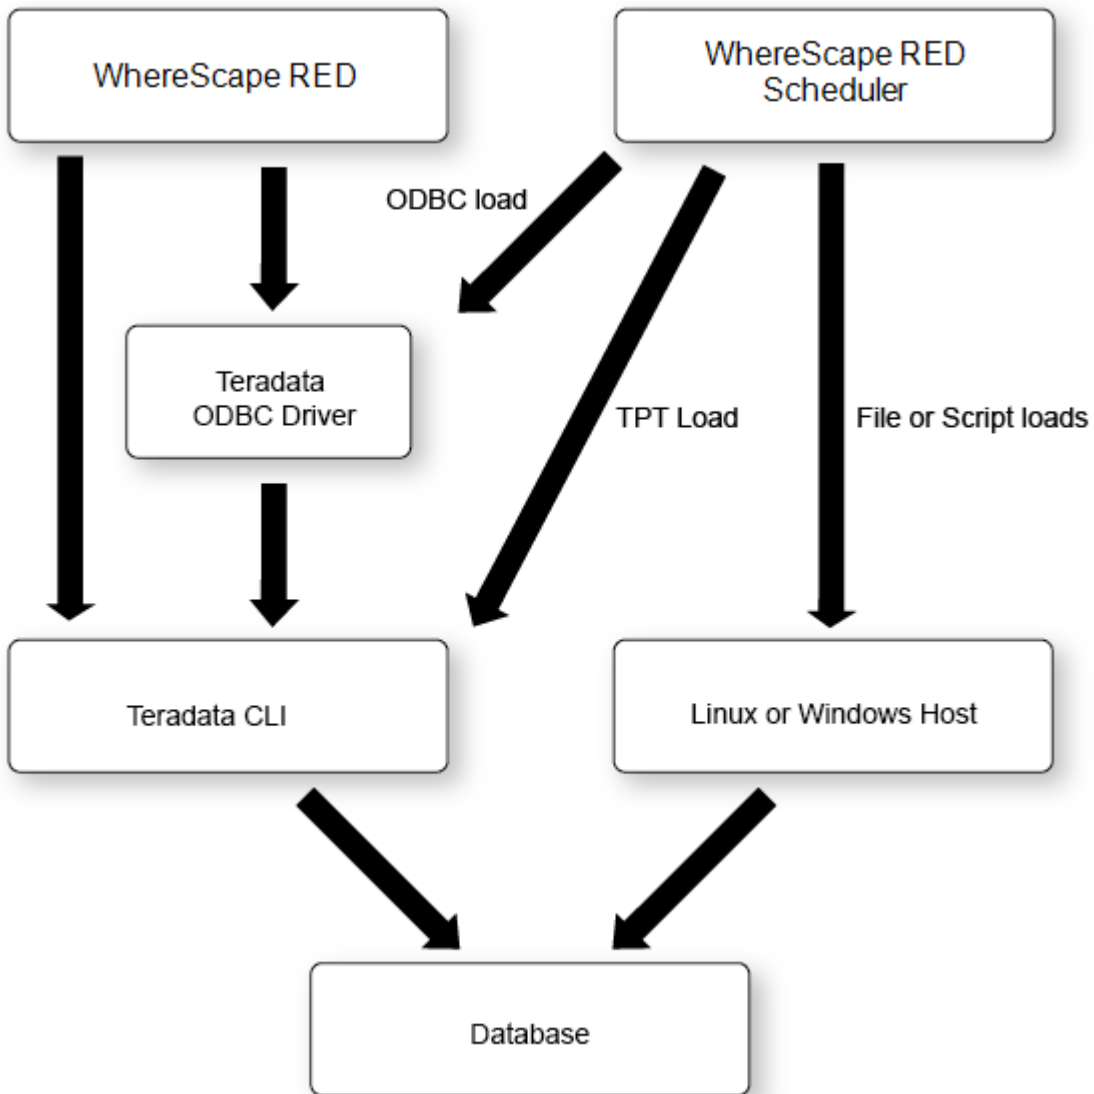 WhereScape RED
WhereScape RED
Scheduler
ODBC load
Teradata
ODBC Driver
TPT Load
File or Script loads
Teradata CLI
Linux or Windows Host
Database